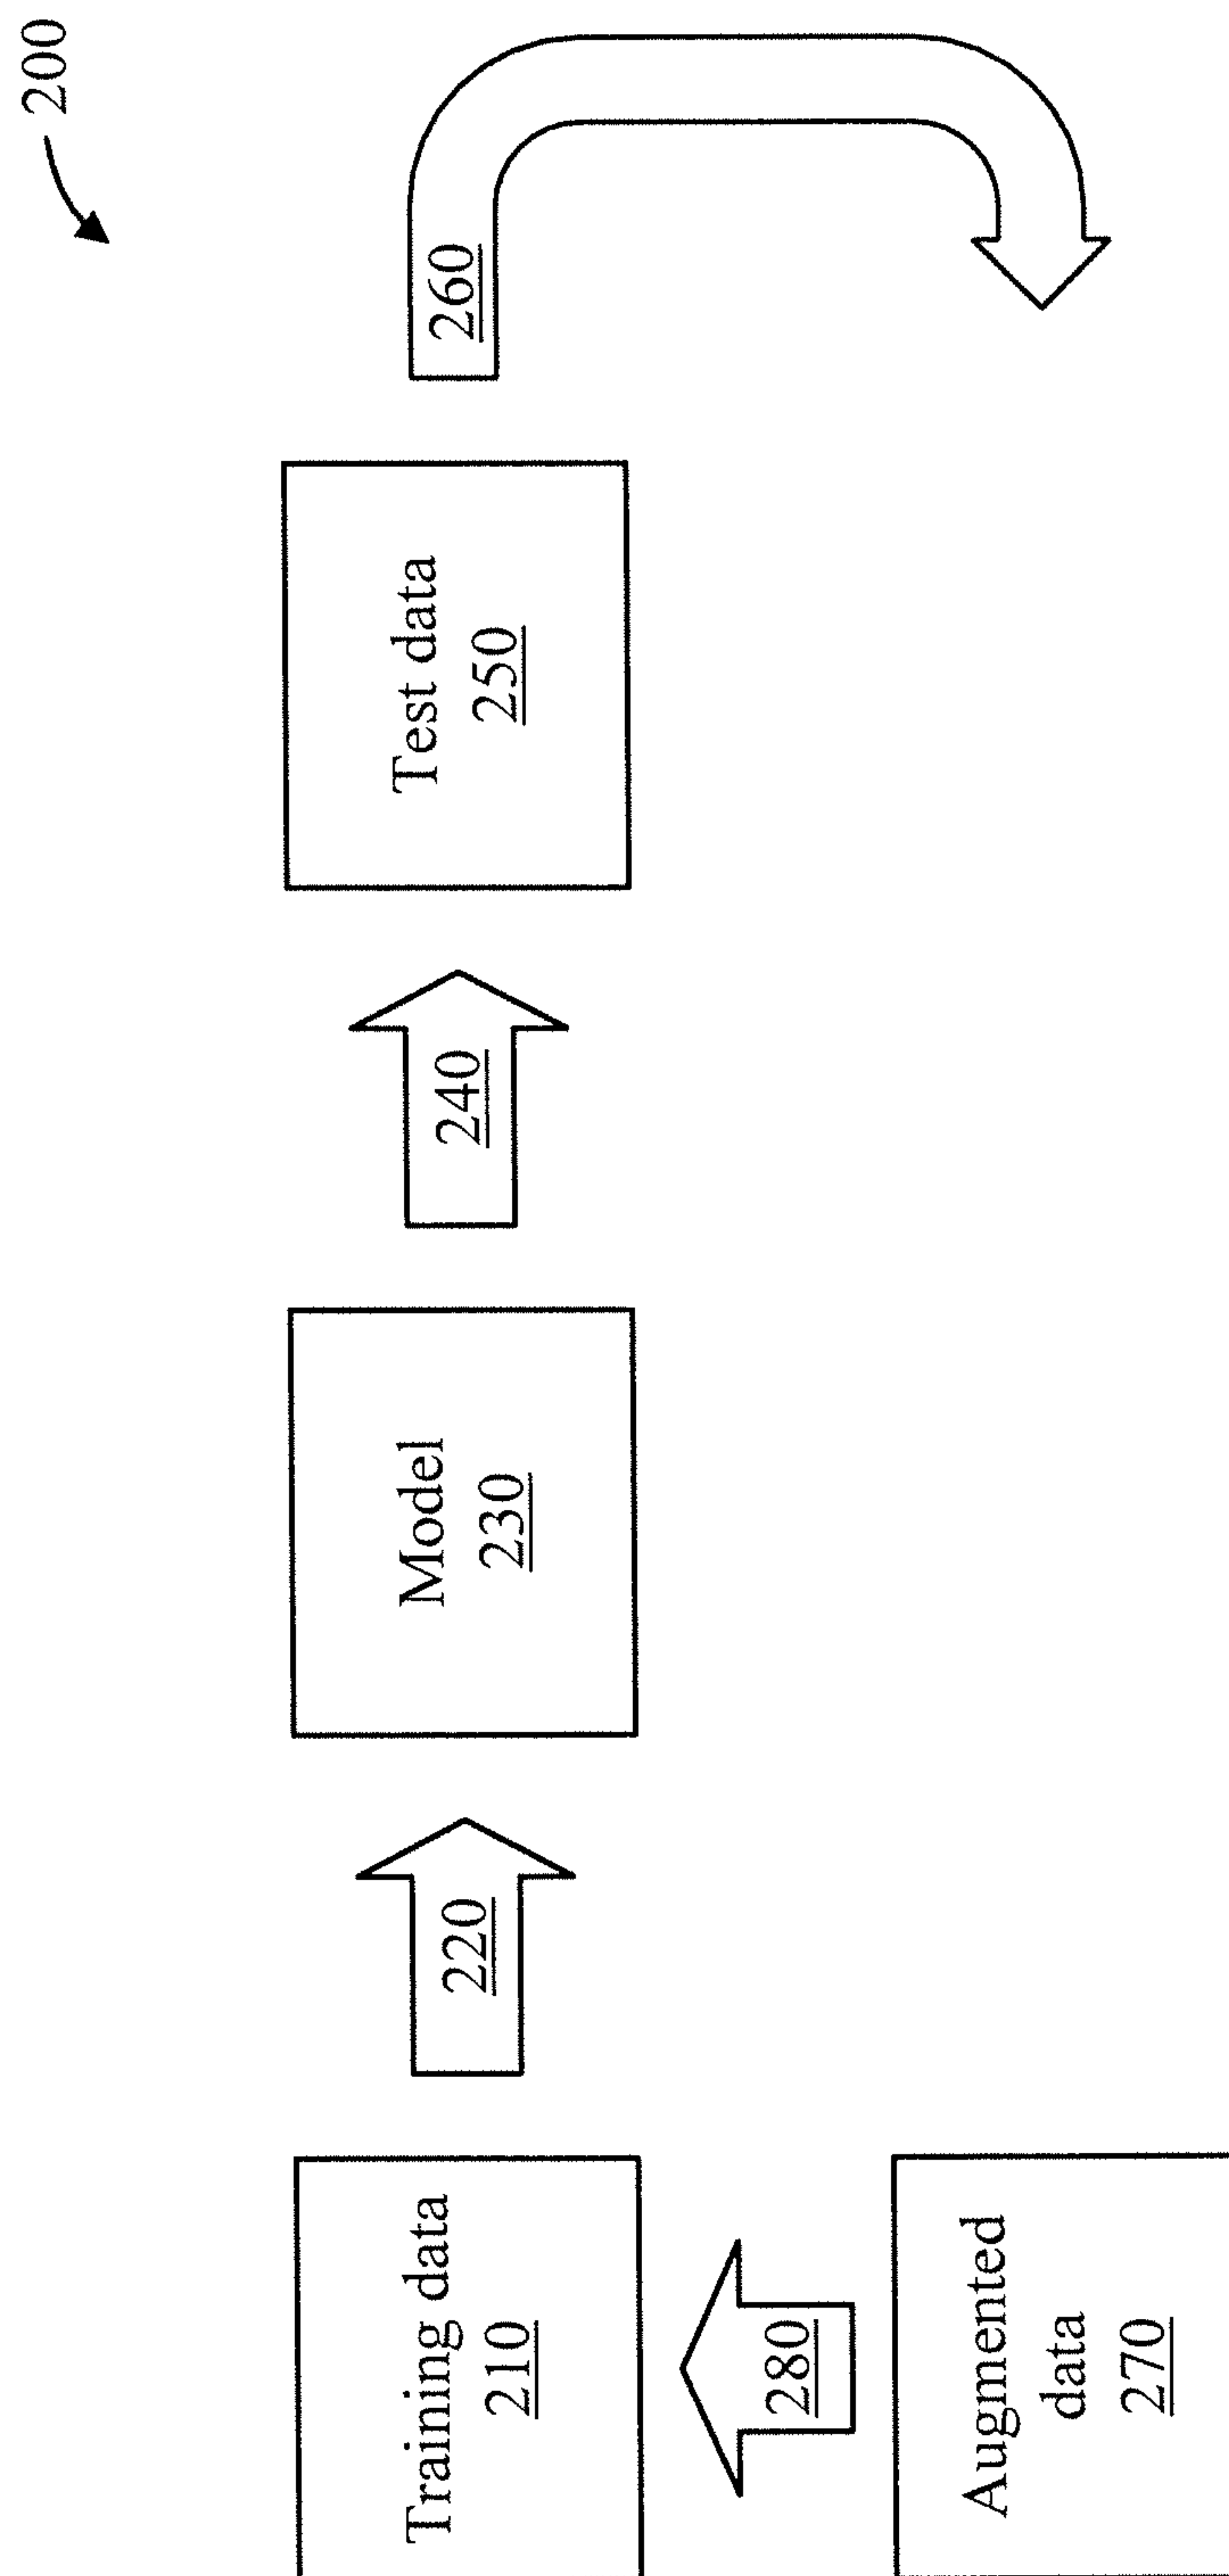 200
Training data
210
220
Model
230
240
Test data
250
260
280
Augmented
data
270